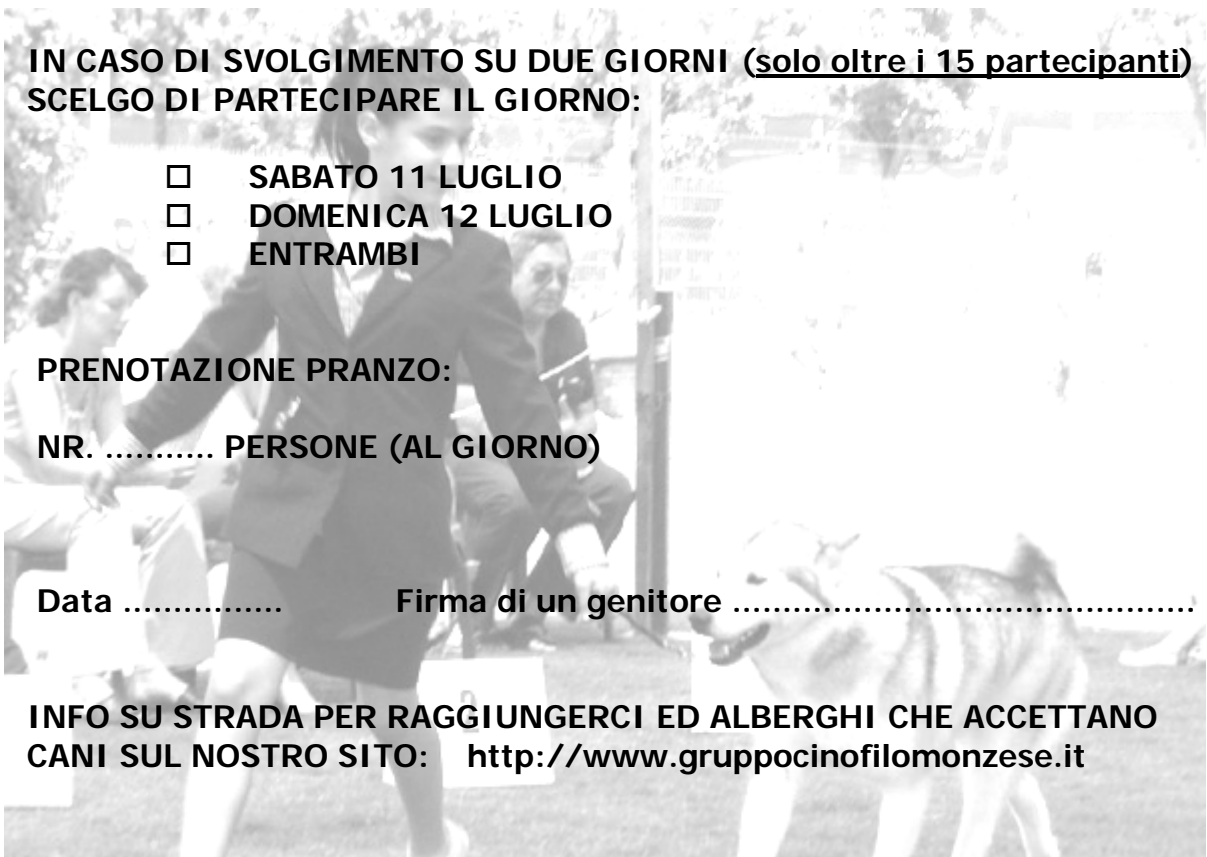 IN CASO DI SVOLGIMENTO SU DUE GIORNI (solo oltre i 15 partecipanti)
SCELGO DI PARTECIPARE IL GIORNO:
□ SABATO 11 LUGLIO
□ DOMENICA 12 LUGLIO
□ ENTRAMBI
PRENOTAZIONE PRANZO:
NR. ........... PERSONE (AL GIORNO)
Data ................ Firma di un genitore ..............................................
INFO SU STRADA PER RAGGIUNGERCI ED ALBERGHI CHE ACCETTANO
CANI SUL NOSTRO SITO: http://www.gruppocinofilomonzese.it